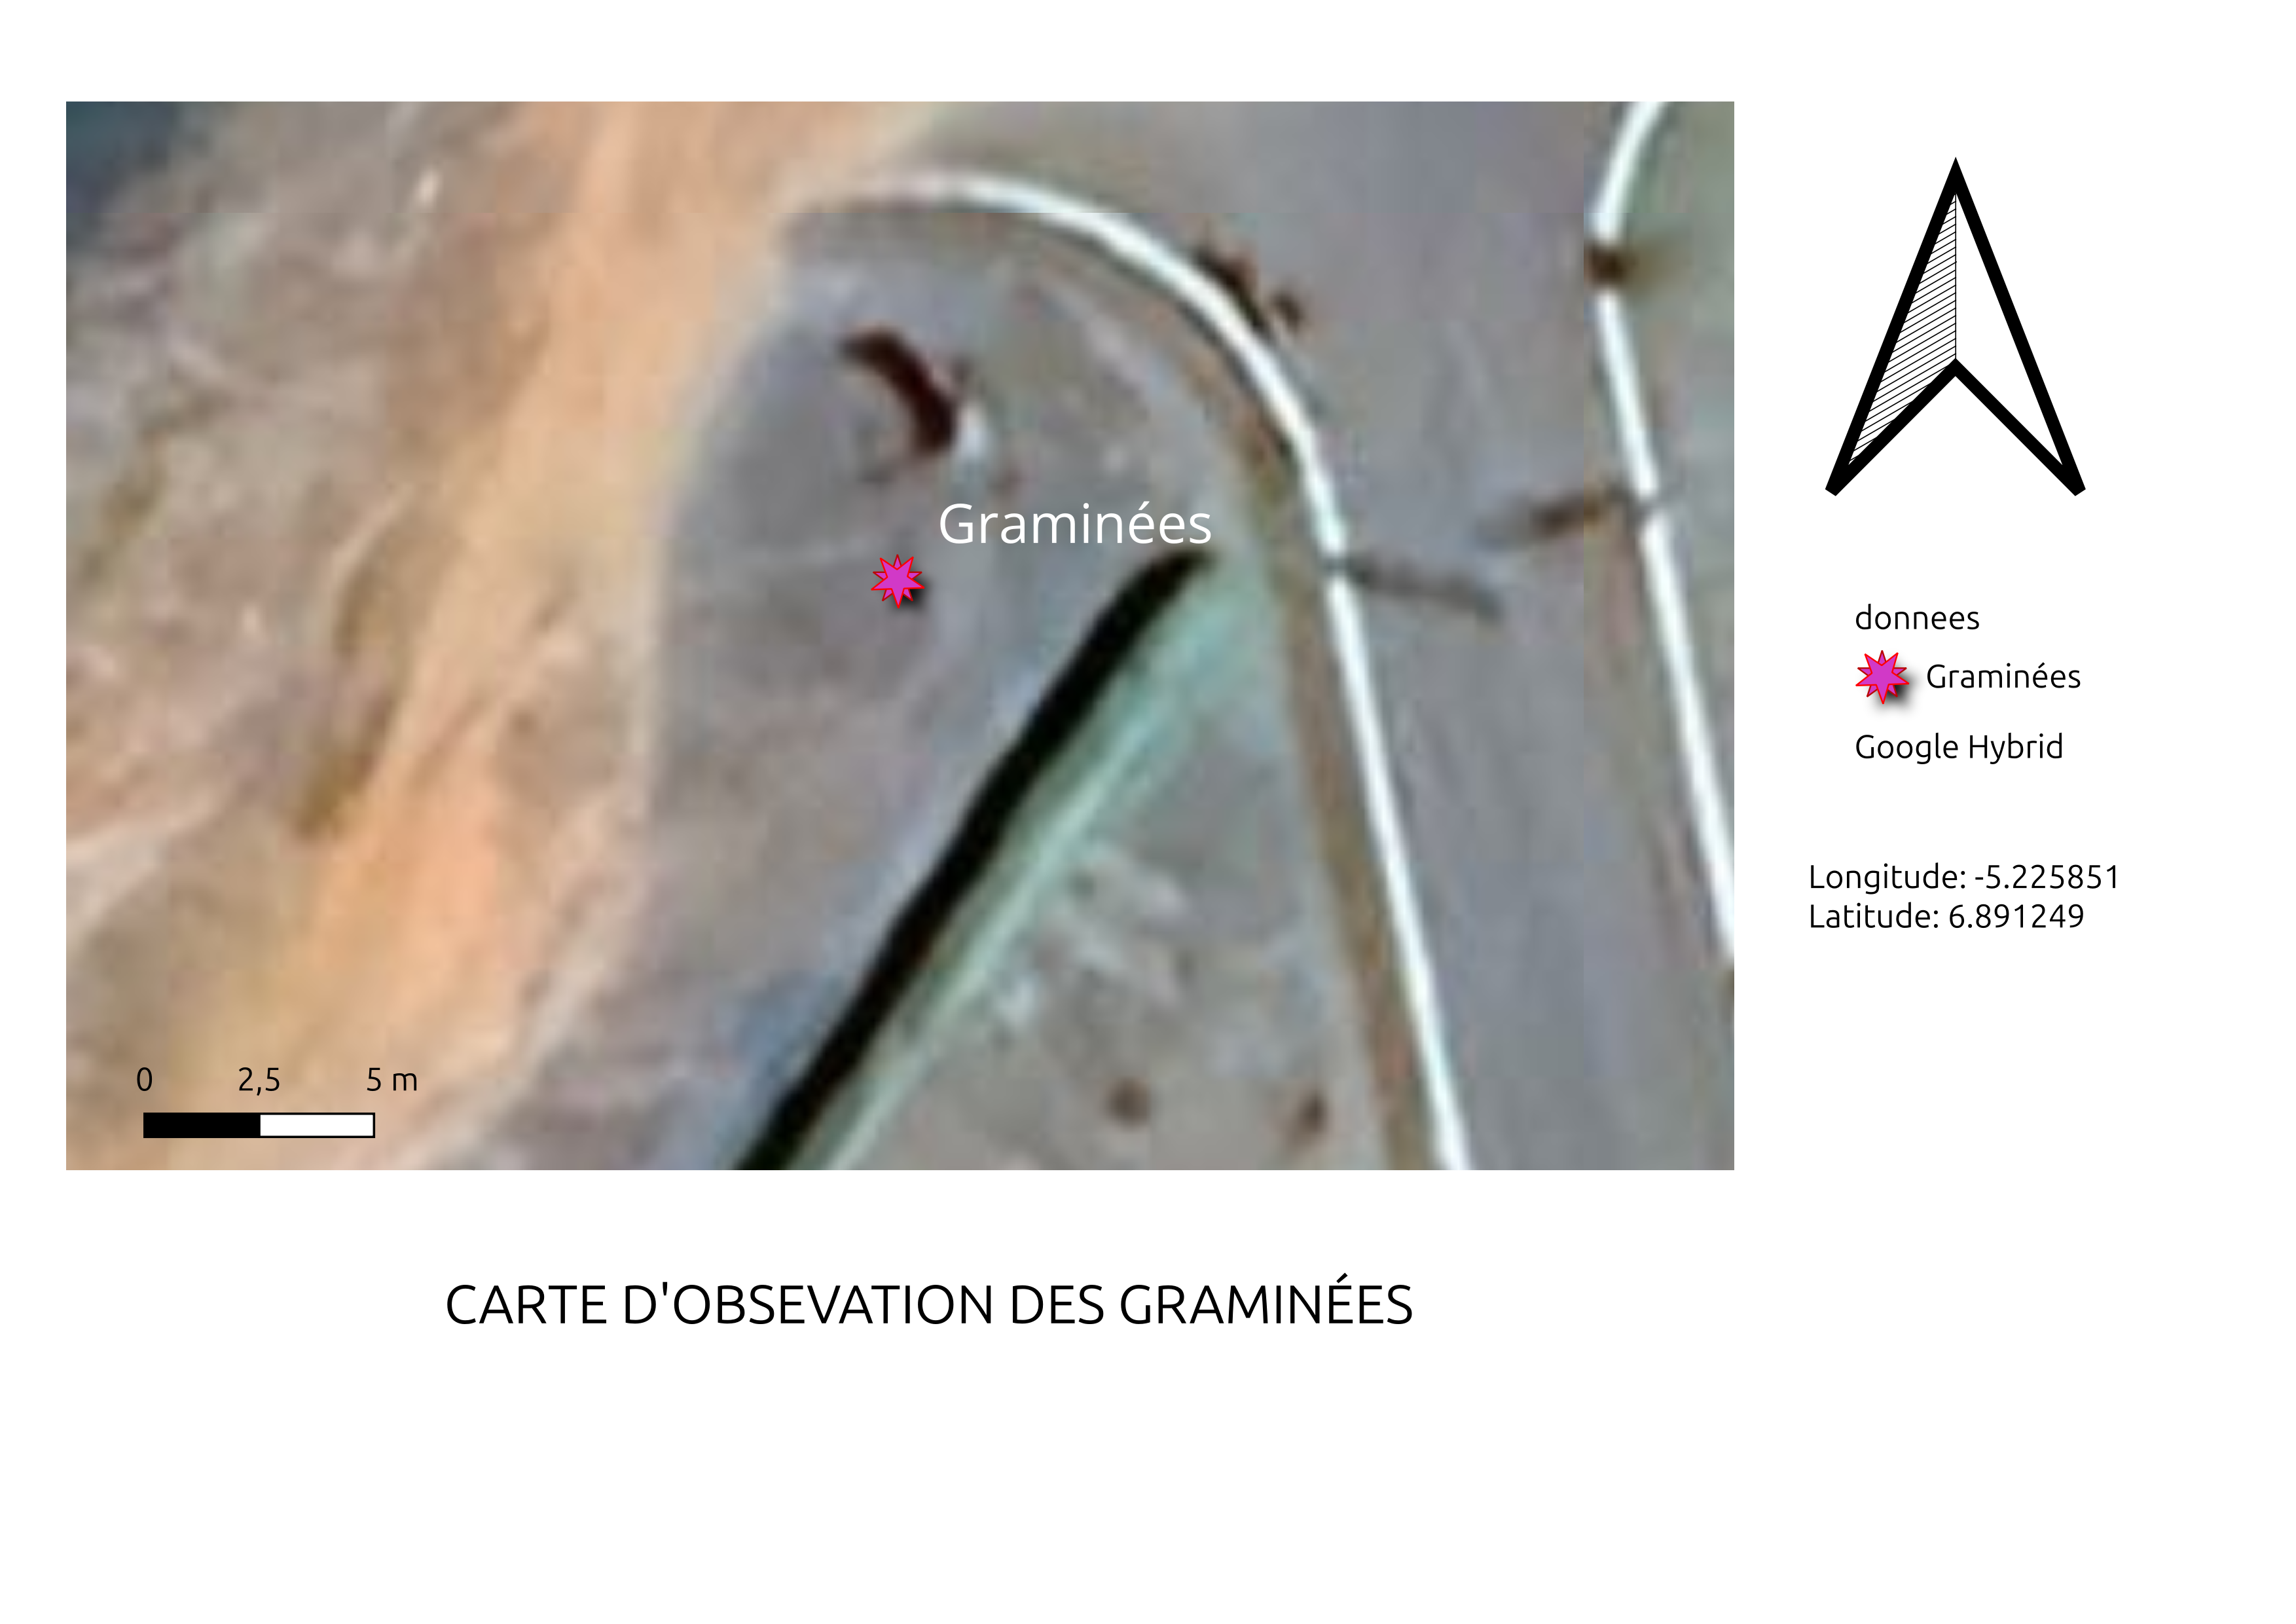 Graminées
0 2,5 5 m
donnees
Graminées
Google Hybrid
Longitude: -5.225851
Latitude: 6.891249
CARTE D'OBSEVATION DES GRAMINÉES